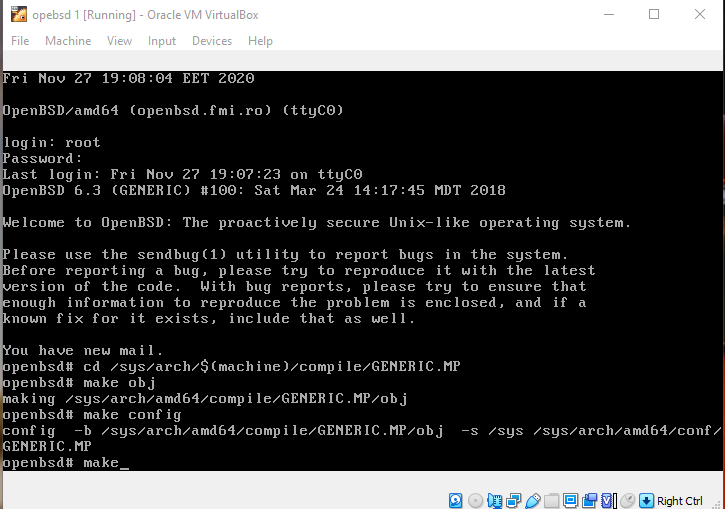 opebsd 1 [Running] - Oracle VM VirtualBox
File Machine View Input Devices Help
Fri Nov 27 19:08:04 EET 2020
OpenBSD/amd64 (openbsd.fmi.ro) (ttyC0)
login: root
Password:
Last login: Fri Nov 27 19:07:23 on ttyC0
OpenBSD 6.3 (GENERIC) #100: Sat Mar 24 14:17:45 MDT 2018
Welcome to OpenBSD: The proactively secure Unix-like operating system.
Please use the sendbug(1) utility to report bugs in the system.
Before reporting a bug, please try to reproduce it with the latest
version of the code.  With bug reports, please try to ensure that
enough information to reproduce the problem is enclosed, and if a
known fix for it exists, include that as well.
You have new mail.
openbsd# cd /sys/arch/$(machine)/compile/GENERIC.MP
openbsd# make obj
making /sys/arch/amd64/compile/GENERIC.MP/obj
openbsd# make config
config  -b /sys/arch/amd64/compile/GENERIC.MP/obj  -s /sys /sys/arch/amd64/conf/
GENERIC.MP
openbsd# make_
Right Ctrl